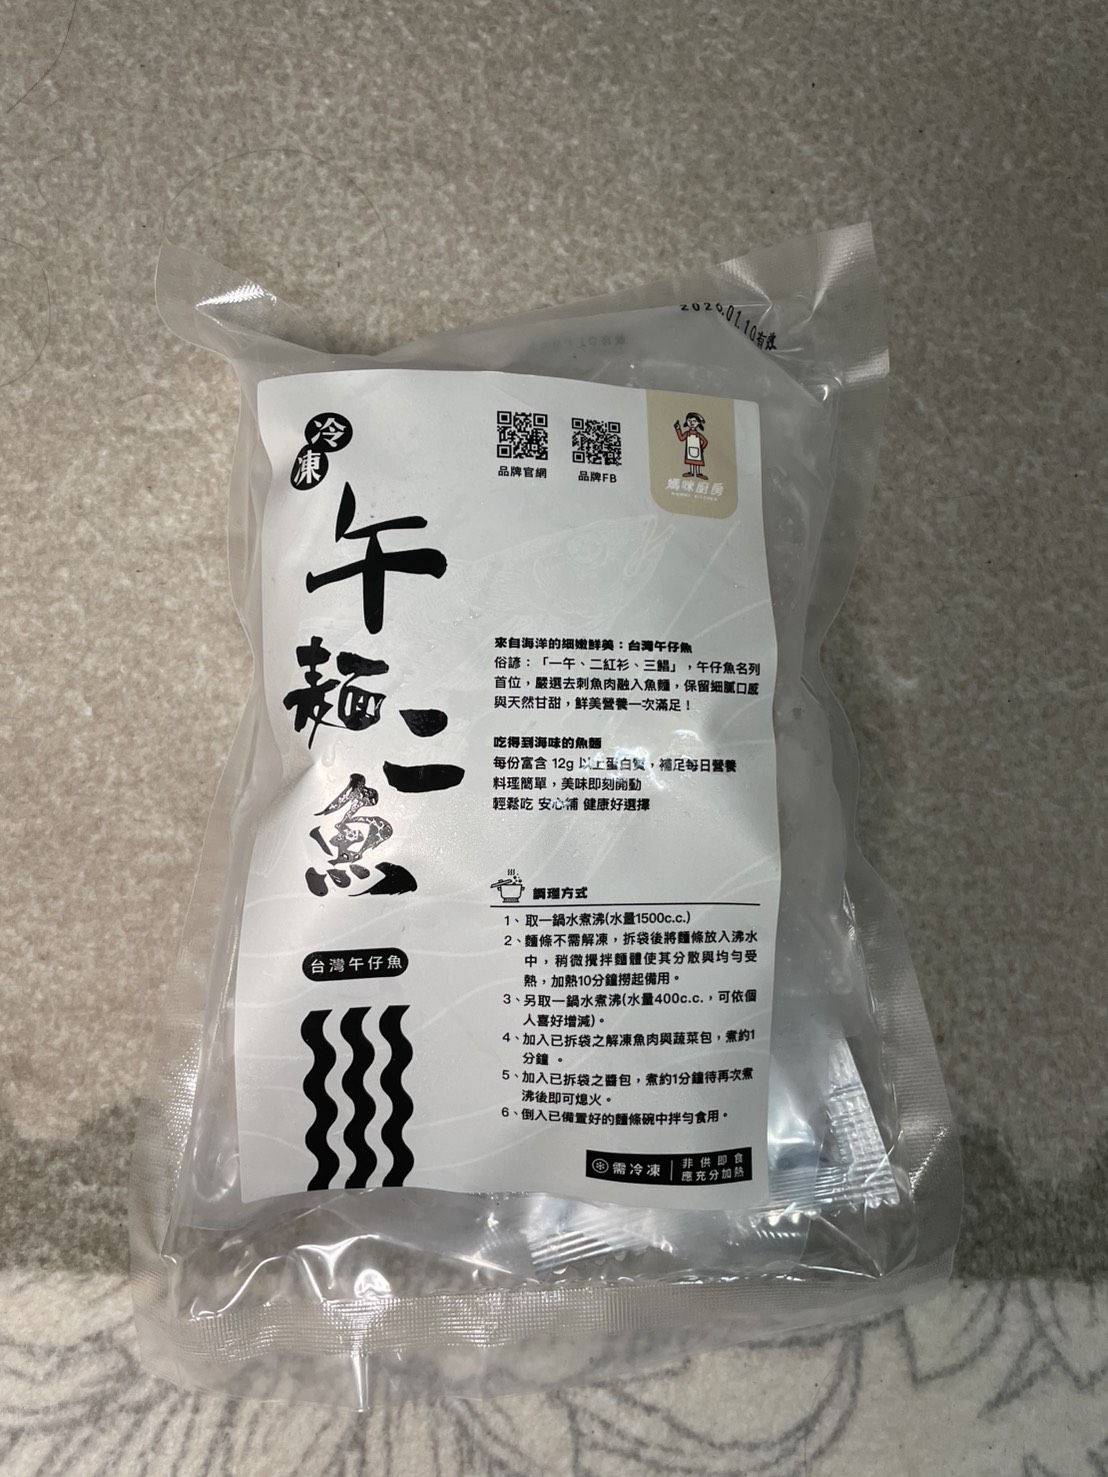 2026.01.10有效
冷凍
午
麵二
魚
台灣午仔魚
品牌官網
品牌FB
媽咪廚房
來自海洋的細嫩鮮美：台灣午仔魚
俗諺：「一午、二紅衫、三鯧」，午仔魚名列
首位，嚴選去刺魚肉融入魚麵，保留細膩口感
與天然甘甜，鮮美營養一次滿足！
吃得到海味的魚麵
每份富含 12g 以上蛋白質，補足每日營養
料理簡單，美味即刻開動
輕鬆吃 安心補 健康好選擇
調理方式
1、取一鍋水煮沸(水量1500c.c.)
2、麵條不需解凍，拆袋後將麵條放入沸水
中，稍微攪拌麵體使其分散與均勻受
熱，加熱10分鐘撈起備用。
3、另取一鍋水煮沸(水量400c.c.，可依個
人喜好增減)。
4、加入已拆袋之解凍魚肉與蔬菜包，煮約1
分鐘 。
5、加入已拆袋之醬包，煮約1分鐘待再次煮
沸後即可熄火。
6、倒入已備置好的麵條碗中拌勻食用。
需冷凍
非供即食
應充分加熱